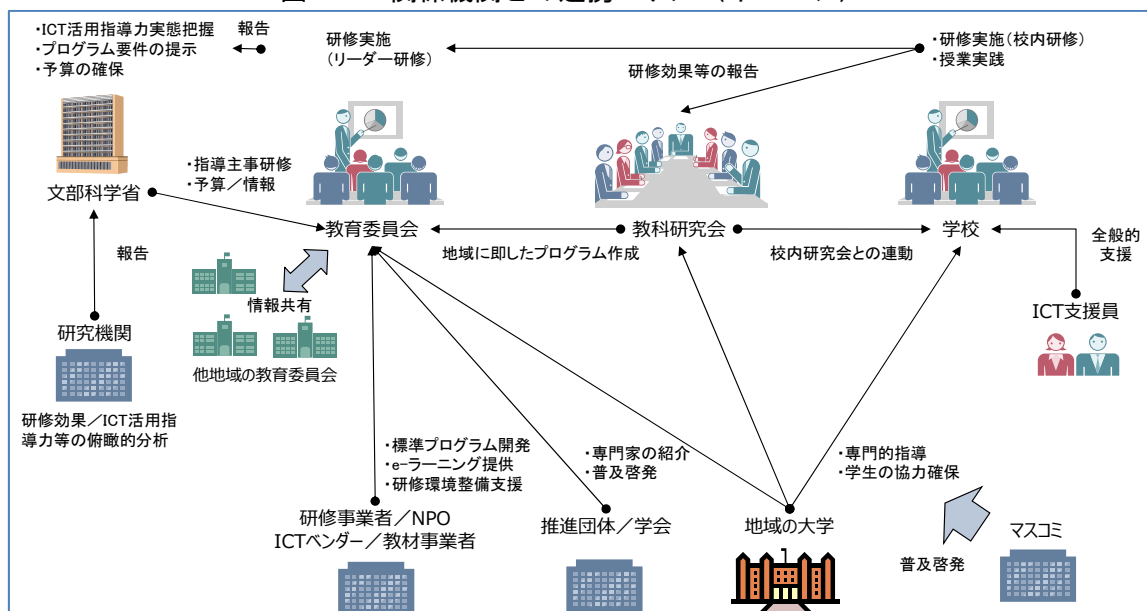 ・ICT活用指導力実態把握
・プログラム要件の提示
・予算の確保
報告
研修実施
(リーダー研修)
・研修実施(校内研修)
・授業実践
研修効果等の報告
・指導主事研修
・予算／情報
文部科学省
教育委員会
教科研究会
学校
地域に即したプログラム作成
校内研究会との連動
全般的
支援
報告
情報共有
ICT支援員
研究機関
他地域の教育委員会
研修効果／ICT活用指
導力等の俯瞰的分析
・標準プログラム開発
・e-ラーニング提供
・研修環境整備支援
・専門家の紹介
・普及啓発
・専門的指導
・学生の協力確保
研修事業者／NPO
ICTベンダー／教材事業者
推進団体／学会
地域の大学
マスコミ
普及啓発